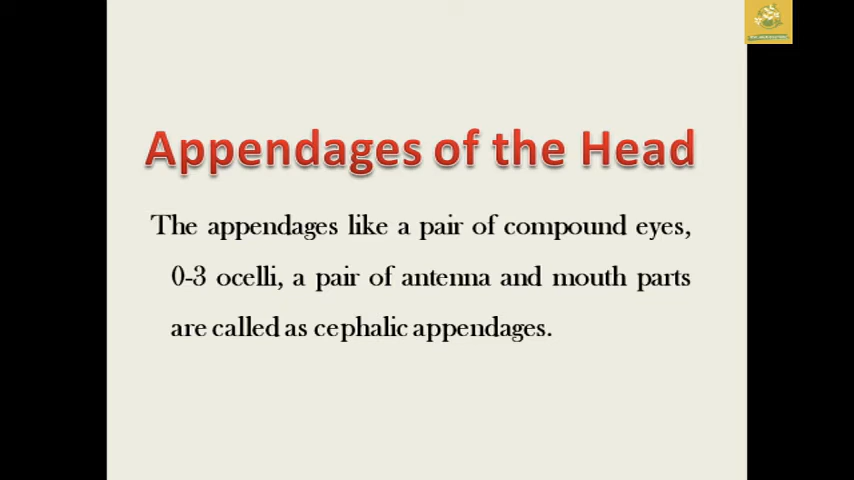 Appendages of the Head
The appendages like a pair of compound eyes,
0-3 ocelli, a pair of antenna and mouth parts
are called as cephalic appendages.